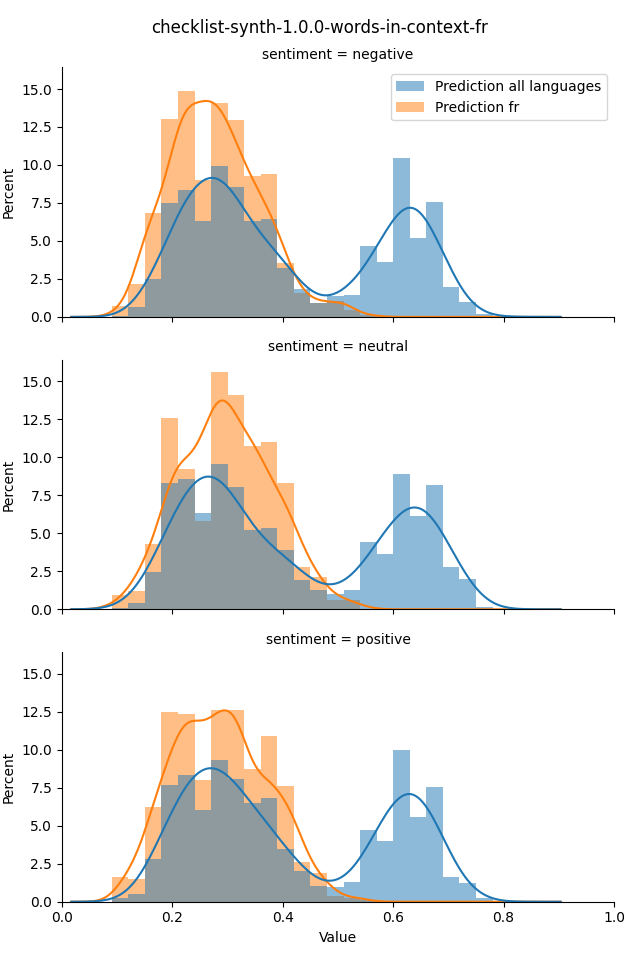 checklist-synth-1.0.0-words-in-context-fr
sentiment = negative
Prediction all languages
Prediction fr
15.0
12.5
10.0
7.5
5.0
2.5
0.0
Percent
sentiment = neutral
15.0
12.5
10.0
7.5
5.0
2.5
0.0
Percent
sentiment = positive
15.0
12.5
10.0
7.5
5.0
2.5
0.0
Percent
0.0 0.2 0.4 0.6 0.8 1.0
Value